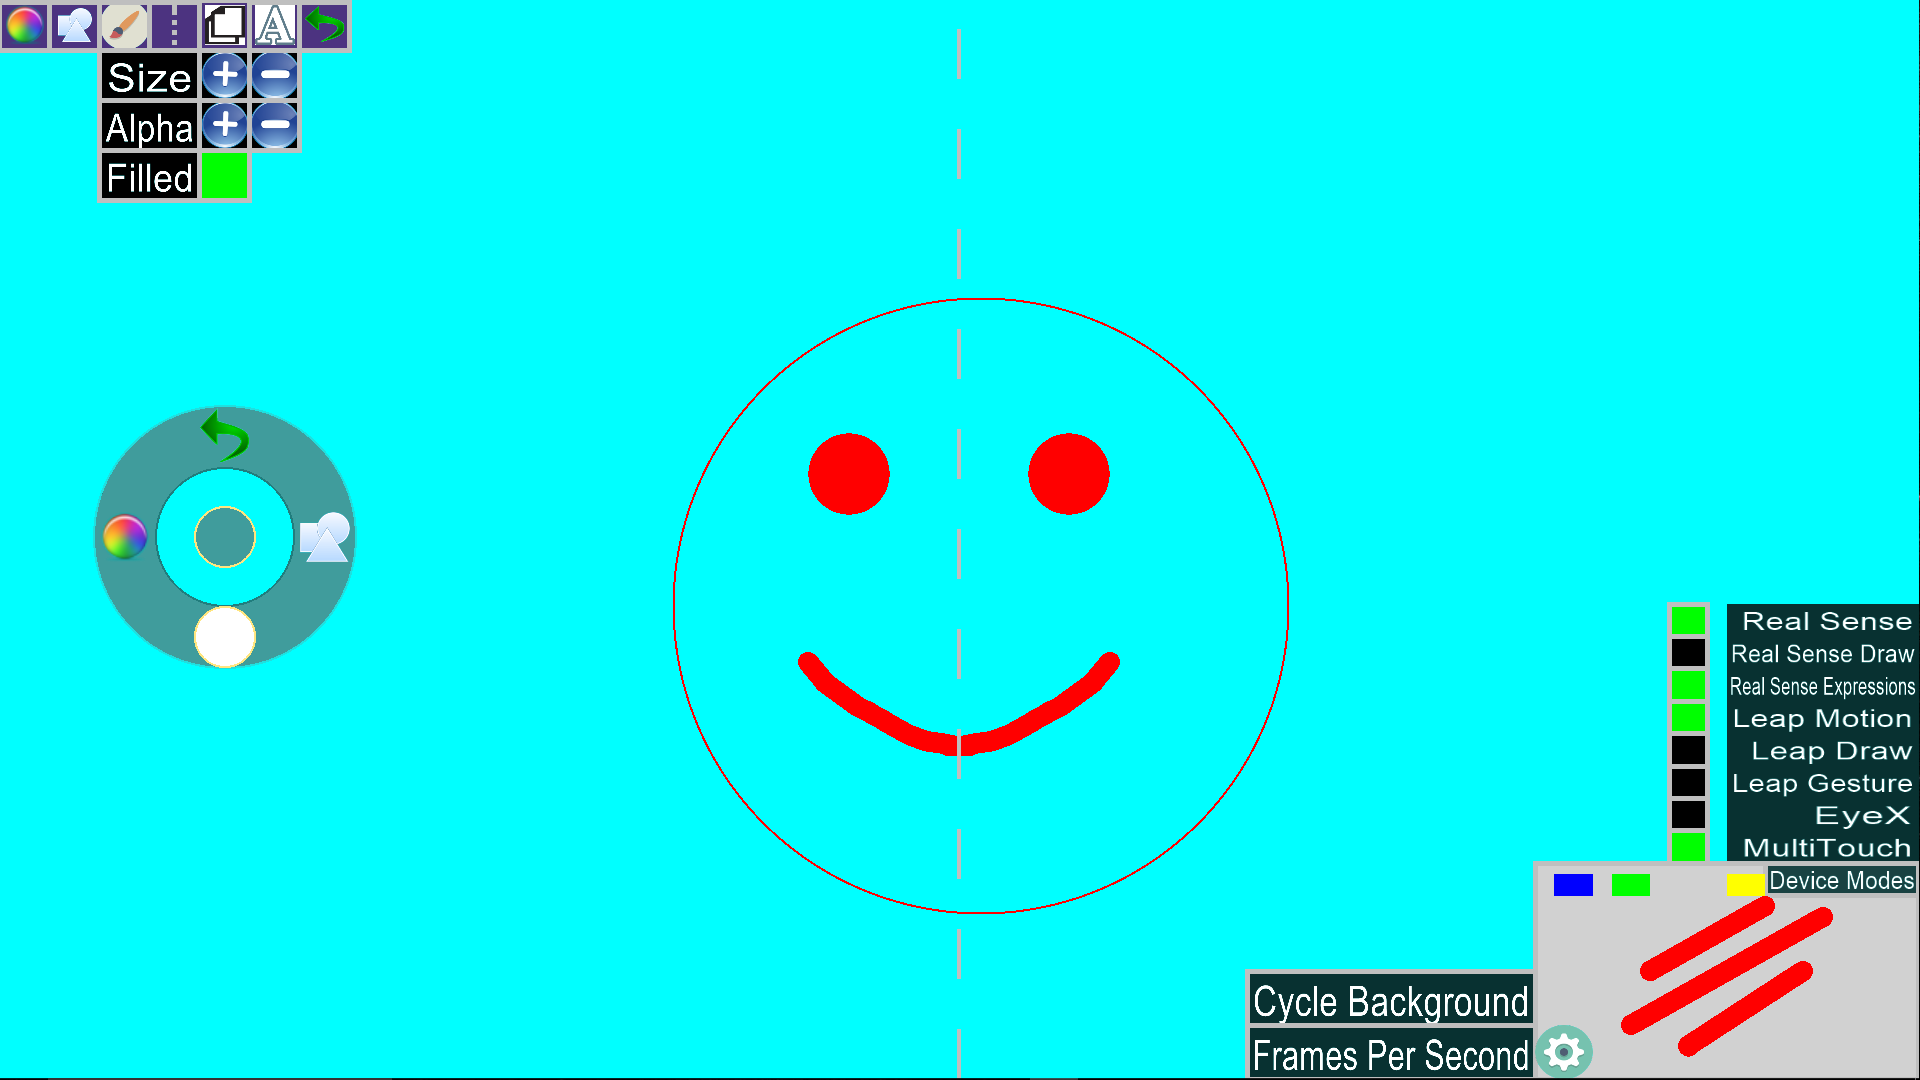 A
Size
Alpha
Filled
Real Sense
Real Sense Draw
Real Sense Expressions
Leap Motion
Leap Draw
Leap Gesture
EyeX
MultiTouch
Device Modes
Cycle Background
Frames Per Second